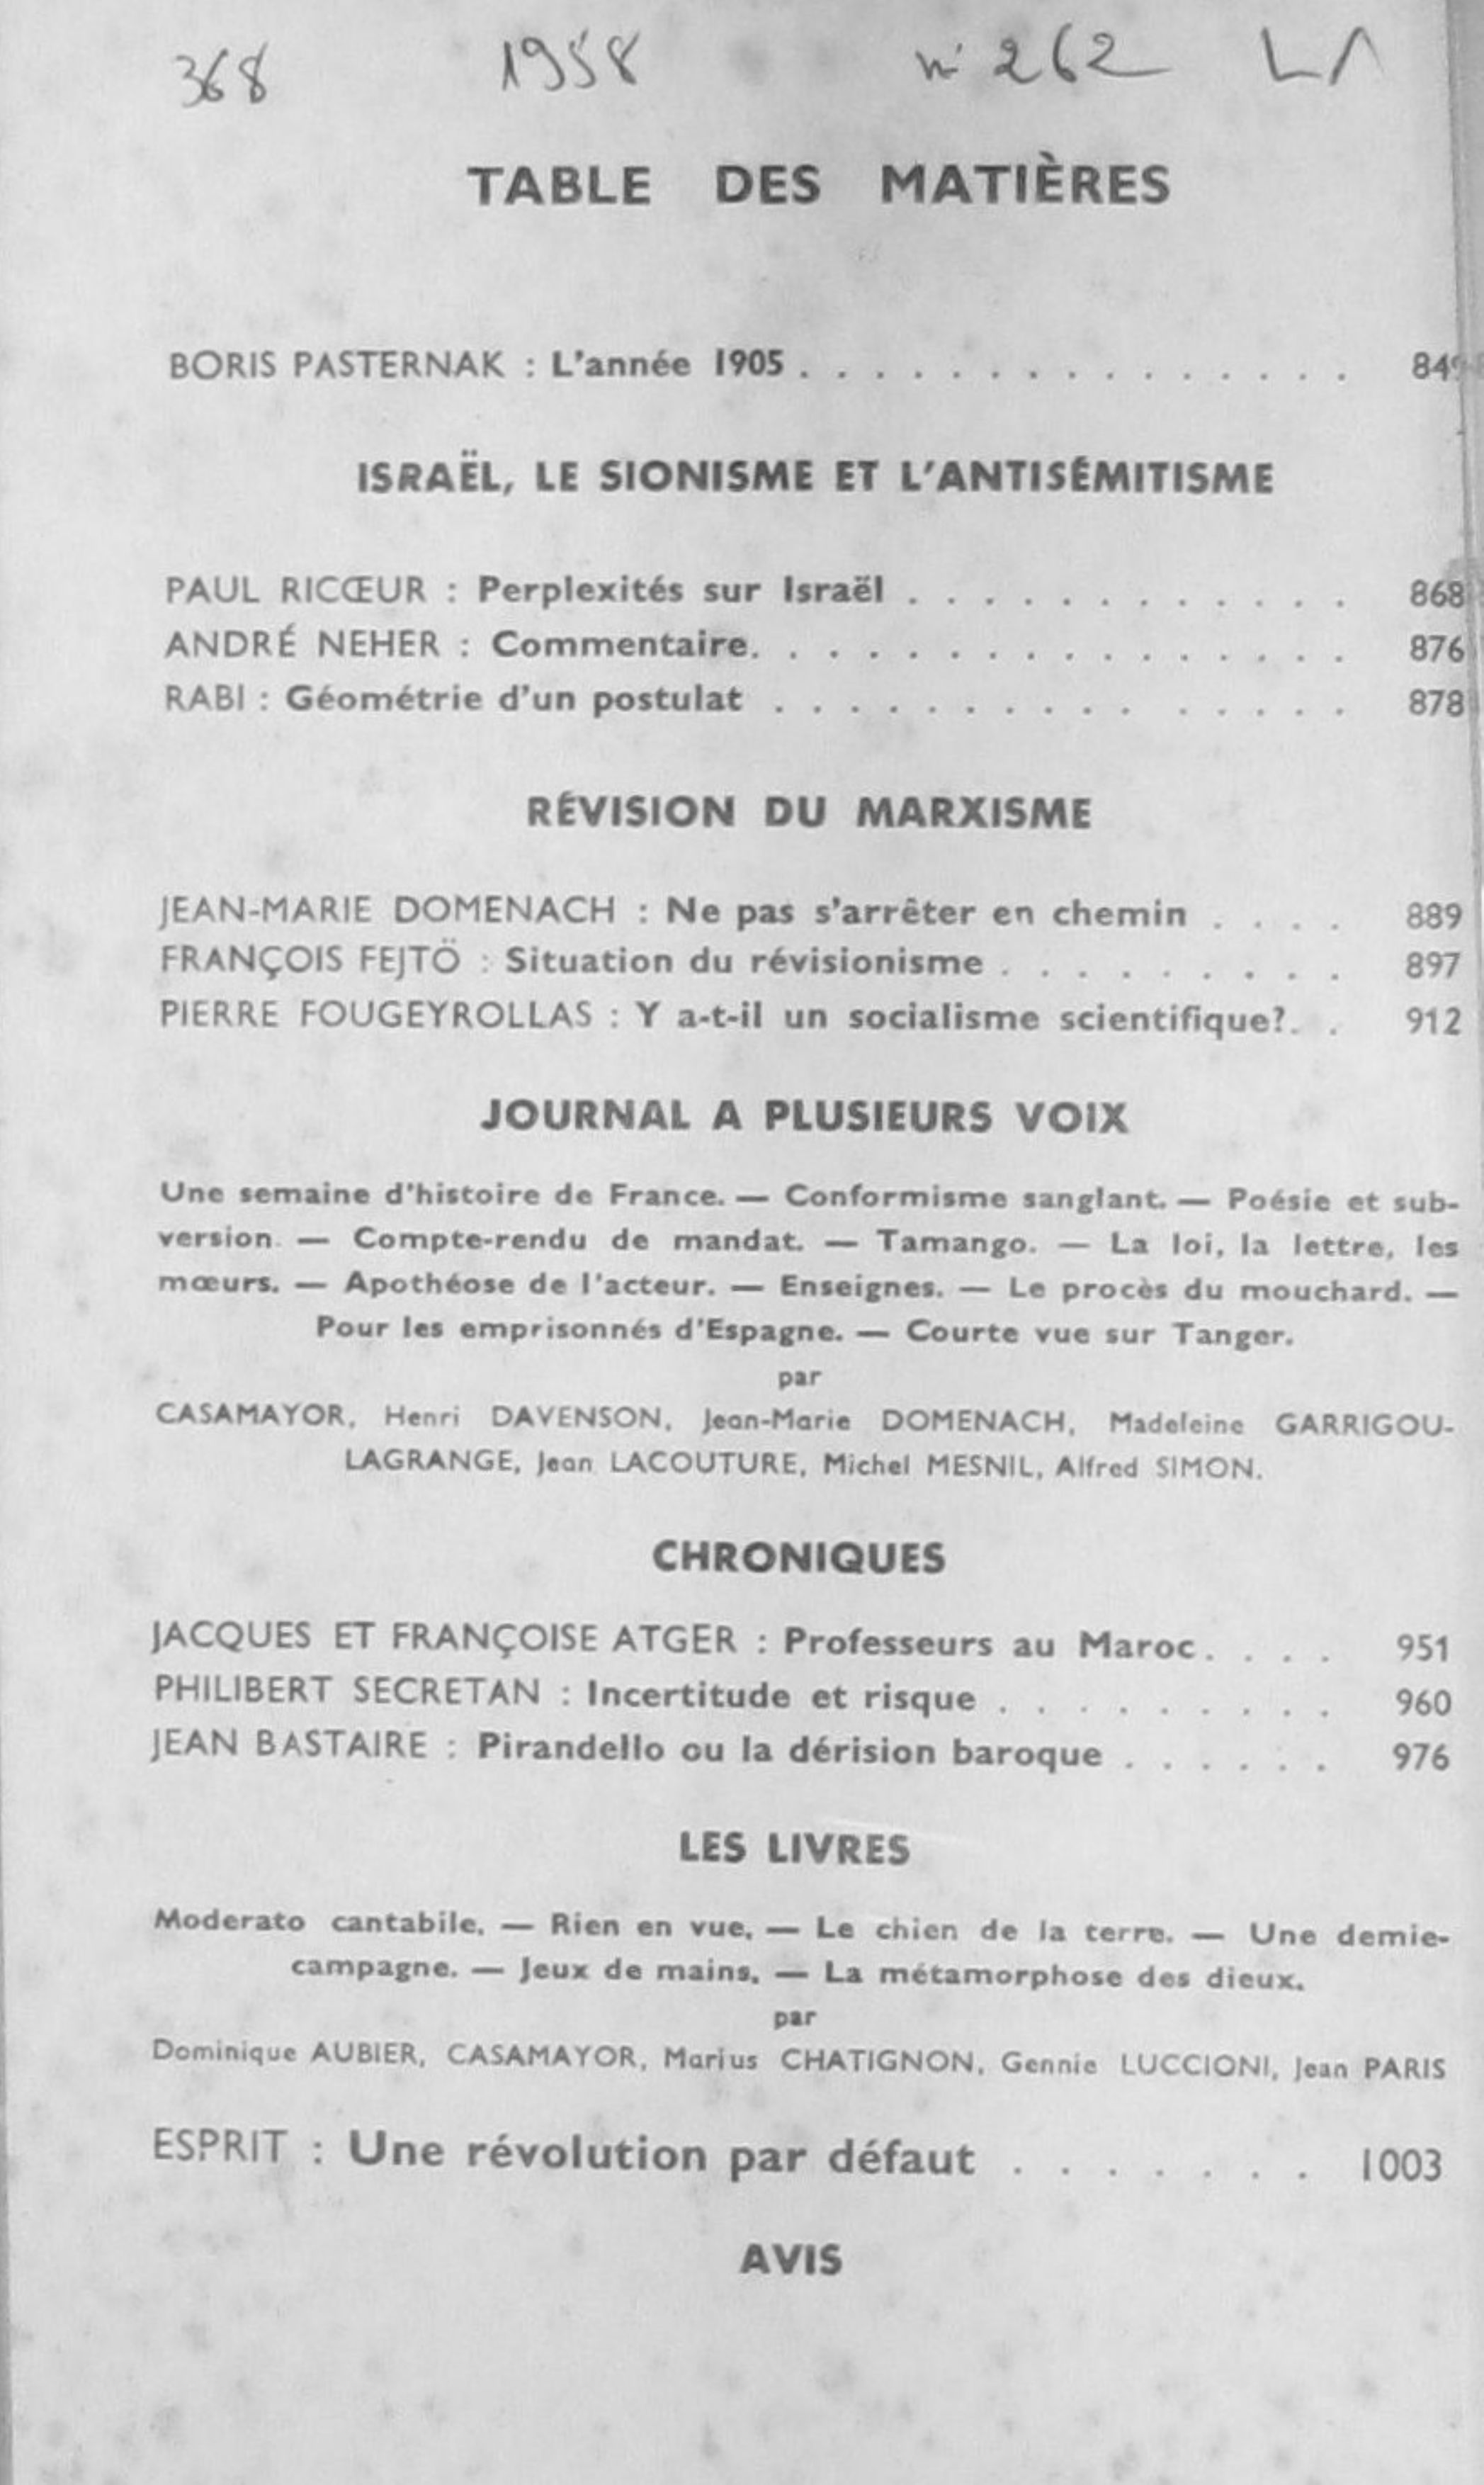 368 1958 n° 262
TABLE DES MATIÈRES
BORIS PASTERNAK : L'année 1905 . . . . . . . . . . . . . . . 849
ISRAËL, LE SIONISME ET L'ANTISÉMITISME
PAUL RICŒUR : Perplexités sur Israël . . . . . . . . . . . . 868
ANDRÉ NEHER : Commentaire. . . . . . . . . . . . . . . . 876
RABI : Géométrie d'un postulat . . . . . . . . . . . . . . . 878
RÉVISION DU MARXISME
JEAN-MARIE DOMENACH : Ne pas s'arrêter en chemin . . . . 889
FRANÇOIS FEJTÖ : Situation du révisionisme . . . . . . . . . 897
PIERRE FOUGEYROLLAS : Y a-t-il un socialisme scientifique?. . 912
JOURNAL A PLUSIEURS VOIX
Une semaine d'histoire de France. — Conformisme sanglant. — Poésie et sub-
version. — Compte-rendu de mandat. — Tamango. — La loi, la lettre, les
mœurs. — Apothéose de l'acteur. — Enseignes. — Le procès du mouchard. —
Pour les emprisonnés d'Espagne. — Courte vue sur Tanger.
par
CASAMAYOR, Henri DAVENSON, Jean-Marie DOMENACH, Madeleine GARRIGOU-
LAGRANGE, Jean LACOUTURE, Michel MESNIL, Alfred SIMON.
CHRONIQUES
JACQUES ET FRANÇOISE ATGER : Professeurs au Maroc. . . . 951
PHILIBERT SECRETAN : Incertitude et risque . . . . . . . . . 960
JEAN BASTAIRE : Pirandello ou la dérision baroque . . . . . . 976
LES LIVRES
Moderato cantabile. — Rien en vue. — Le chien de la terre. — Une demie-
campagne. — Jeux de mains. — La métamorphose des dieux.
par
Dominique AUBIER, CASAMAYOR, Marius CHATIGNON, Gennie LUCCIONI, Jean PARIS
ESPRIT : Une révolution par défaut . . . . . . . 1003
AVIS